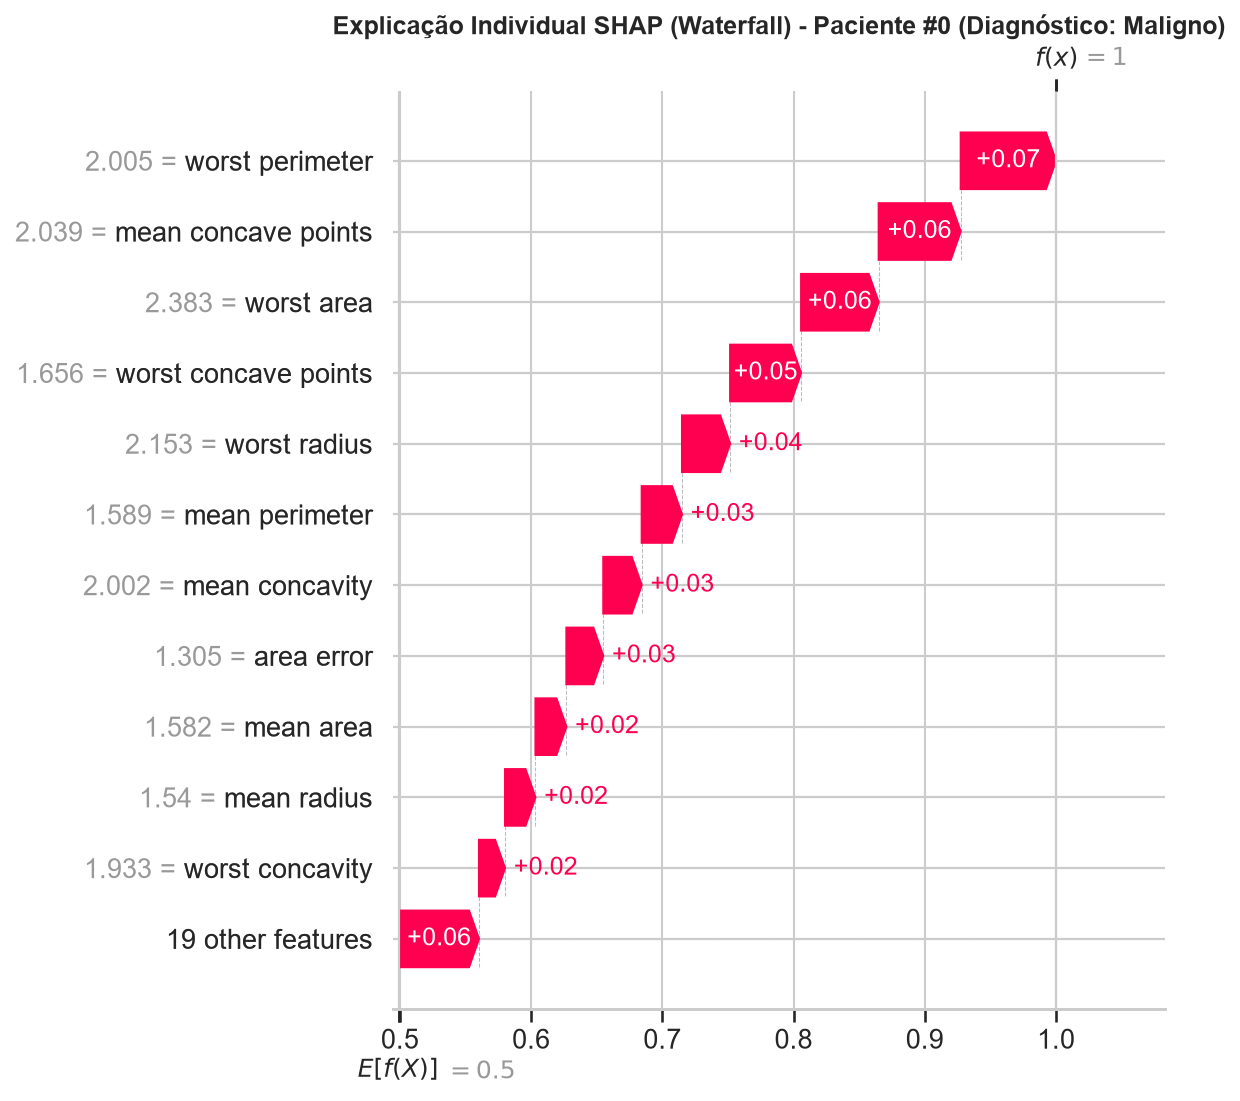 Explicação Individual SHAP (Waterfall) - Paciente #0 (Diagnóstico: Maligno)
f(x) = 1
2.005 = worst perimeter +0.07
2.039 = mean concave points +0.06
2.383 = worst area +0.06
1.656 = worst concave points +0.05
2.153 = worst radius +0.04
1.589 = mean perimeter +0.03
2.002 = mean concavity +0.03
1.305 = area error +0.03
1.582 = mean area +0.02
1.54 = mean radius +0.02
1.933 = worst concavity +0.02
19 other features +0.06
0.5 0.6 0.7 0.8 0.9 1.0
E[f(X)] = 0.5